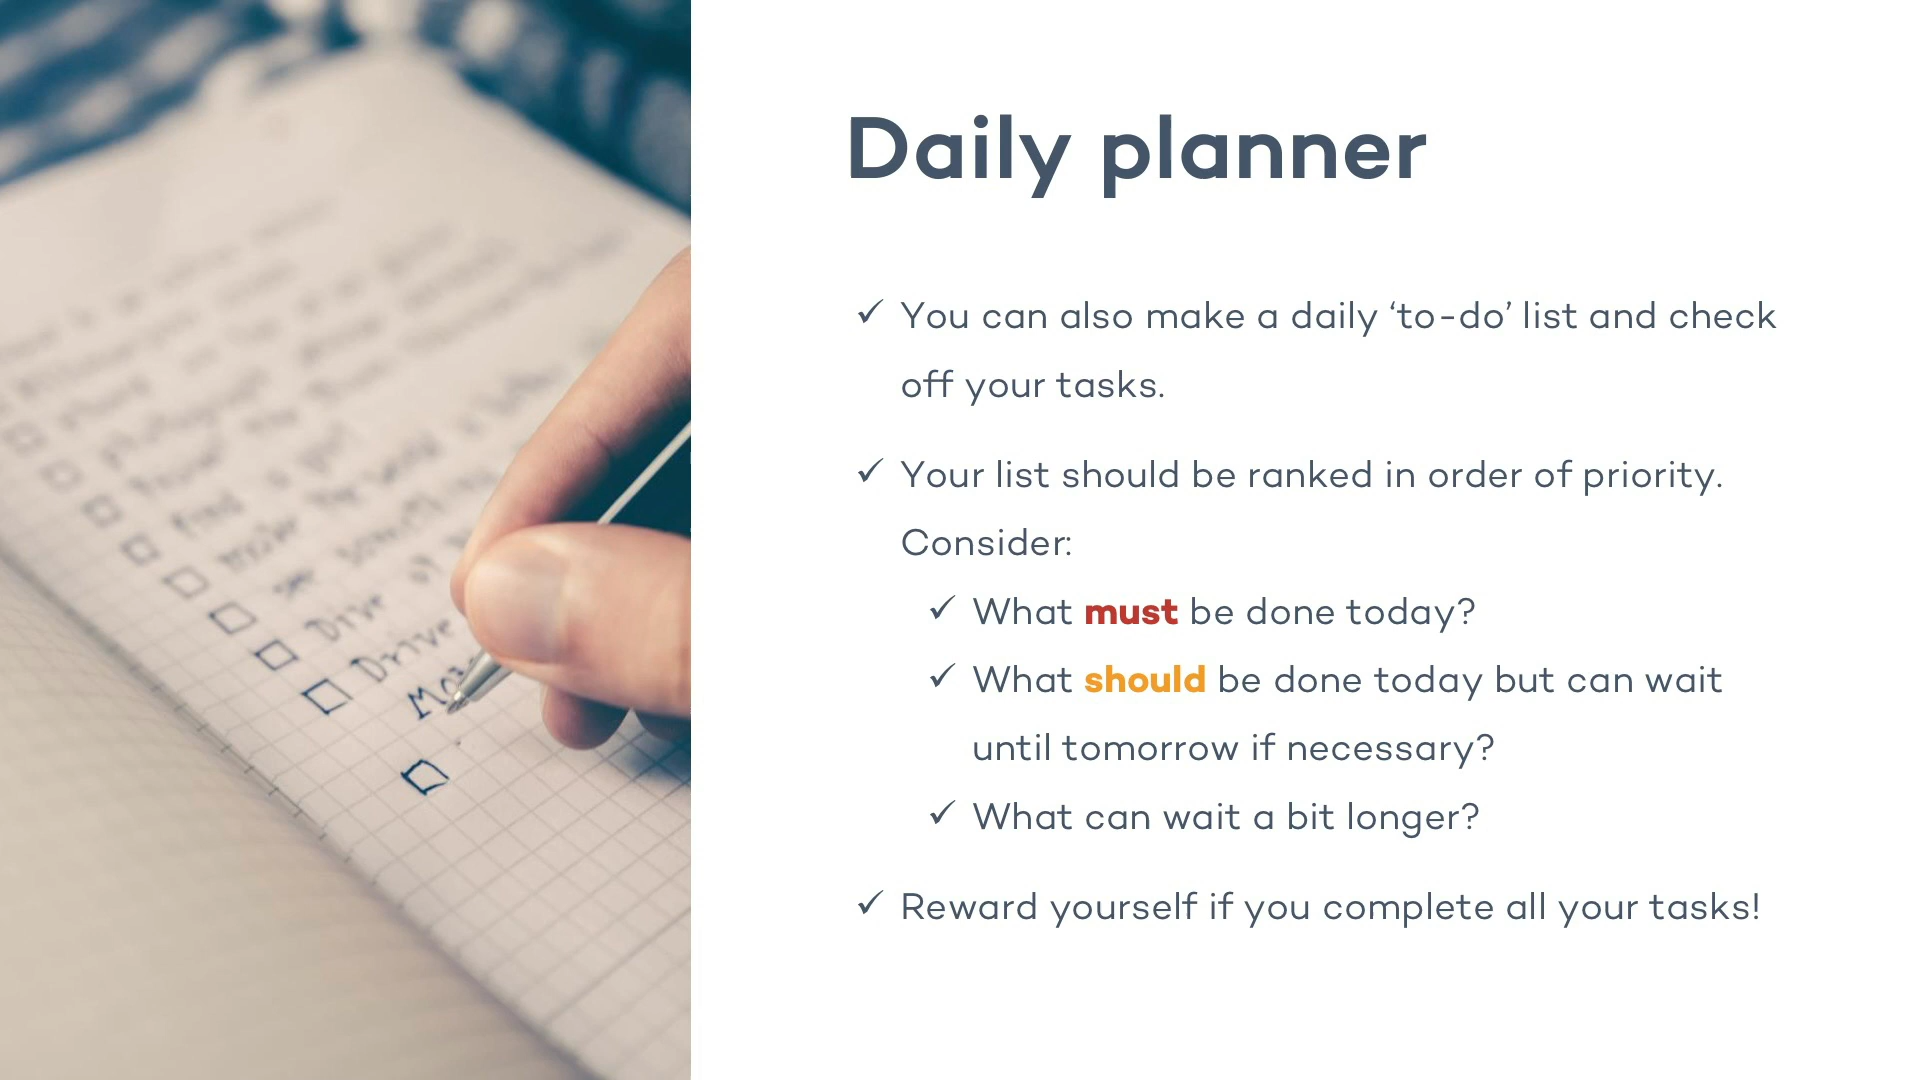 Daily planner
✓ You can also make a daily ‘to-do’ list and check
off your tasks.
✓ Your list should be ranked in order of priority.
Consider:
✓ What must be done today?
✓ What should be done today but can wait
until tomorrow if necessary?
✓ What can wait a bit longer?
✓ Reward yourself if you complete all your tasks!
Dive
Drive